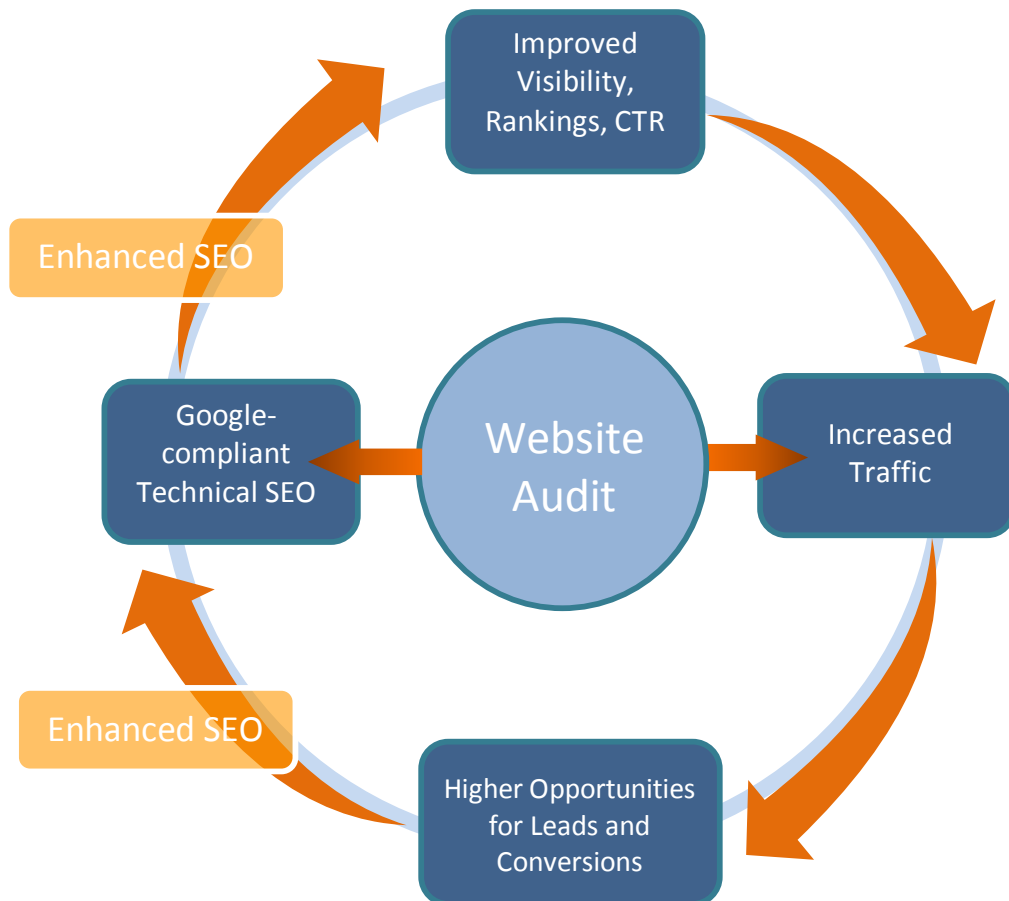 Improved
Visibility,
Rankings, CTR
Enhanced SEO
Google-
compliant
Technical SEO
Website
Audit
Increased
Traffic
Enhanced SEO
Higher Opportunities
for Leads and
Conversions